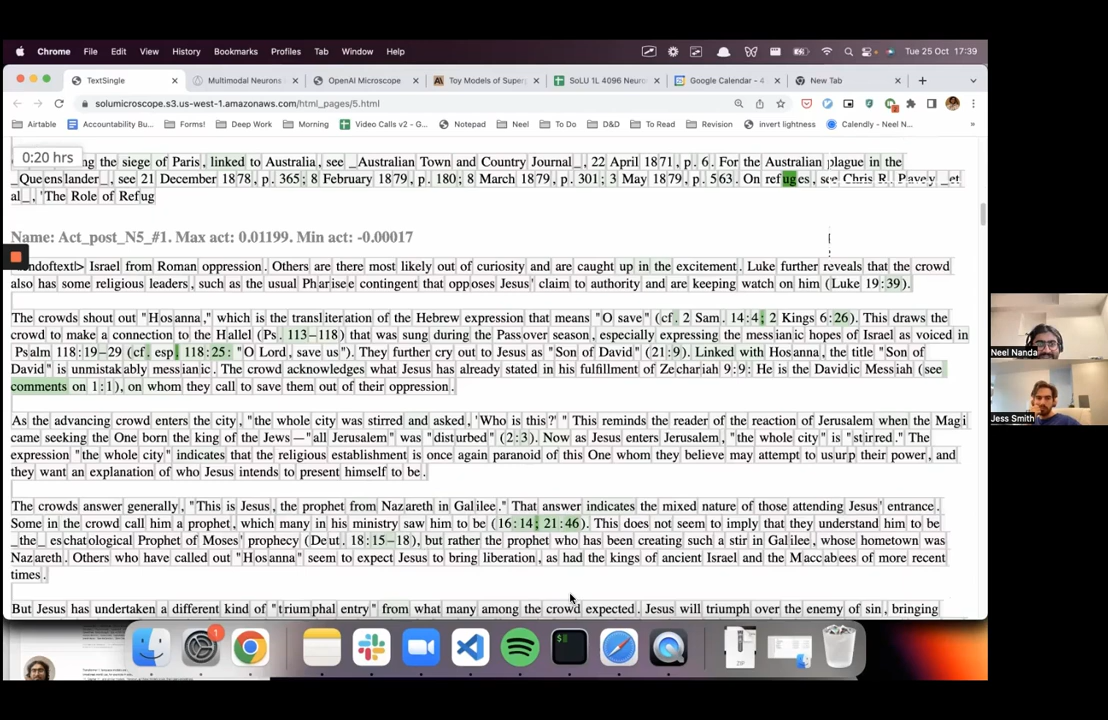 Chrome File Edit View History Bookmarks Profiles Tab Window Help Tue 25 Oct 17:39
TextSingle Multimodal Neurons OpenAI Microscope Toy Models of Super SoLU 1L 4096 Neuro Google Calendar - 4 New Tab
solumicroscope.s3.us-west-1.amazonaws.com/html_pages/5.html
Airtable Accountability Bu... Forms! Deep Work Morning Video Calls v2 - G... Notepad Neel To Do D&D To Read Revision invert lightness Calendly - Neel N... »
0:20 hrs
ng the siege of Paris, linked to Australia, see _Australian Town and Country Journal_, 22 April 1871, p. 6. For the Australian plague in the
_Queenslander_, see 21 December 1878, p. 365; 8 February 1879, p. 180; 8 March 1879, p. 301; 3 May 1879, p. 563. On refuges, see Chris R. Pavey _et
al_, 'The Role of Refug
Name: Act_post_N5_#1. Max act: 0.01199. Min act: -0.00017
ndoftext|> Israel from Roman oppression. Others are there most likely out of curiosity and are caught up in the excitement. Luke further reveals that the crowd
also has some religious leaders, such as the usual Pharisee contingent that opposes Jesus' claim to authority and are keeping watch on him (Luke 19:39).
The crowds shout out "Hosanna," which is the transliteration of the Hebrew expression that means "O save" (cf. 2 Sam. 14:4; 2 Kings 6:26). This draws the
crowd to make a connection to the Hallel (Ps. 113–118) that was sung during the Passover season, especially expressing the messianic hopes of Israel as voiced in
Psalm 118:19–29 (cf. esp. 118:25: "O Lord, save us"). They further cry out to Jesus as "Son of David" (21:9). Linked with Hosanna, the title "Son of
David" is unmistakably messianic. The crowd acknowledges what Jesus has already stated in his fulfillment of Zechariah 9:9: He is the Davidic Messiah (see
comments on 1:1), on whom they call to save them out of their oppression.
As the advancing crowd enters the city, "the whole city was stirred and asked, 'Who is this?' " This reminds the reader of the reaction of Jerusalem when the Magi
came seeking the One born the king of the Jews—"all Jerusalem" was "disturbed" (2:3). Now as Jesus enters Jerusalem, "the whole city" is "stirred." The
expression "the whole city" indicates that the religious establishment is once again paranoid of this One whom they believe may attempt to usurp their power, and
they want an explanation of who Jesus intends to present himself to be.
The crowds answer generally, "This is Jesus, the prophet from Nazareth in Galilee." That answer indicates the mixed nature of those attending Jesus' entrance.
Some in the crowd call him a prophet, which many in his ministry saw him to be (16:14; 21:46). This does not seem to imply that they understand him to be
_the_ eschatological Prophet of Moses' prophecy (Deut. 18:15–18), but rather the prophet who has been creating such a stir in Galilee, whose hometown was
Nazareth. Others who have called out "Hosanna" seem to expect Jesus to bring liberation, as had the kings of ancient Israel and the Maccabees of more recent
times.
But Jesus has undertaken a different kind of "triumphal entry" from what many among the crowd expected. Jesus will triumph over the enemy of sin, bringing
Neel Nanda
Jess Smith
1
ZIP